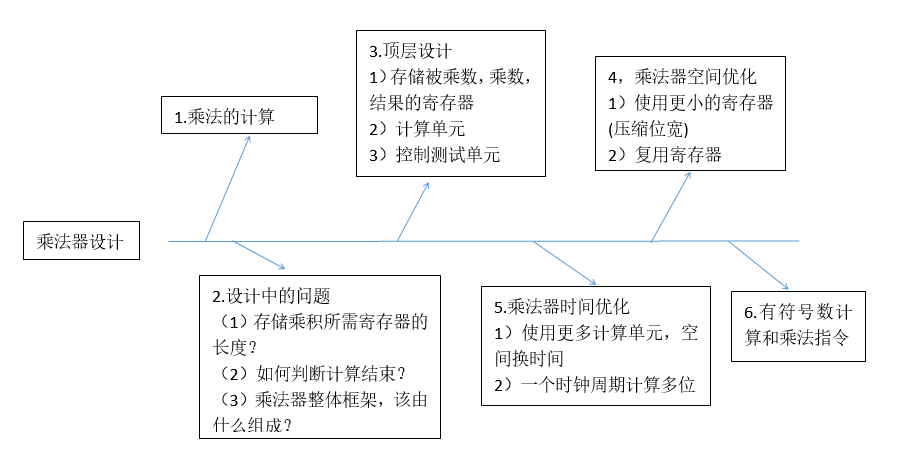 乘法器设计
1.乘法的计算
2.设计中的问题
（1）存储乘积所需寄存器的
长度？
（2）如何判断计算结束？
（3）乘法器整体框架，该由
什么组成？
3.顶层设计
1）存储被乘数，乘数，
结果的寄存器
2）计算单元
3）控制测试单元
4，乘法器空间优化
1）使用更小的寄存器
(压缩位宽)
2）复用寄存器
5.乘法器时间优化
1）使用更多计算单元，空
间换时间
2）一个时钟周期计算多位
6.有符号数计
算和乘法指令